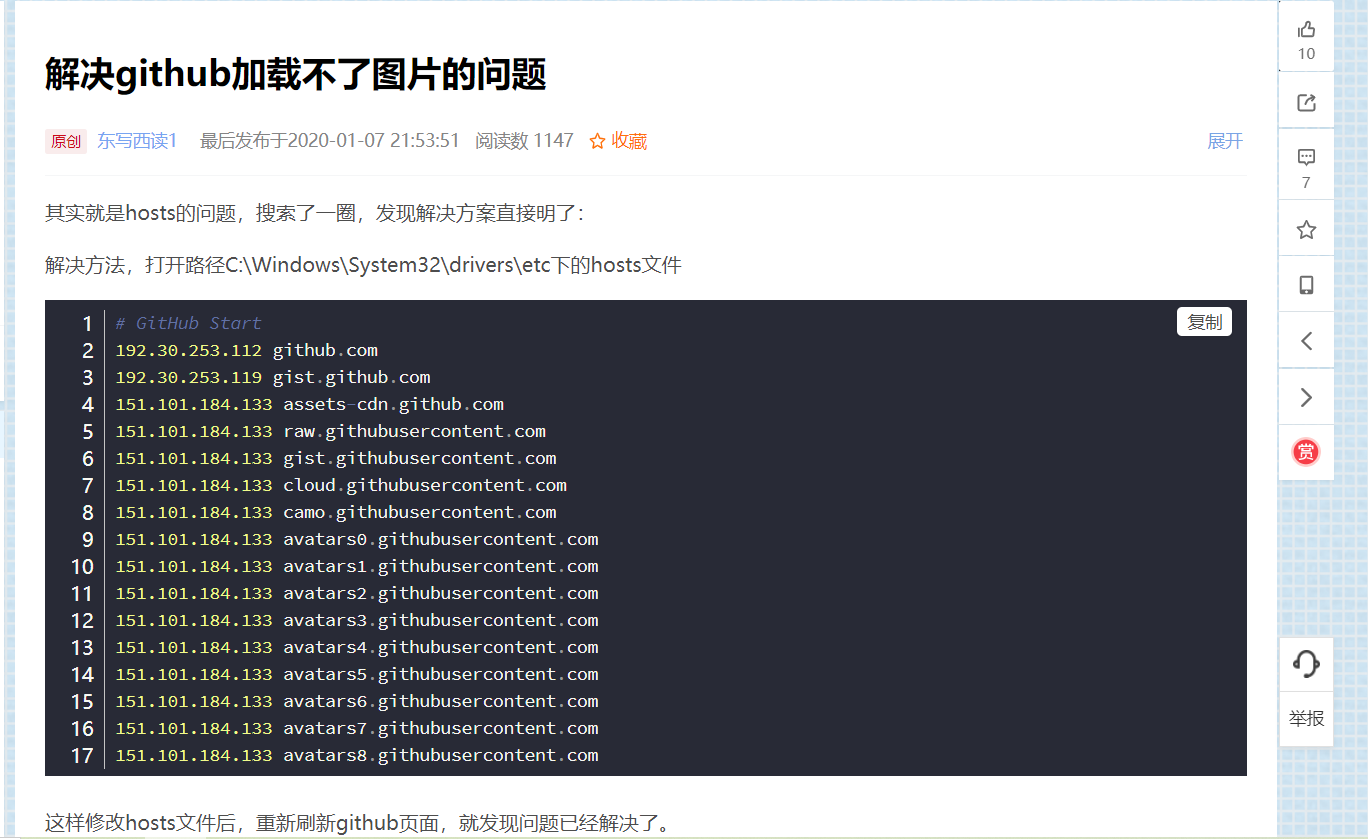 解决github加载不了图片的问题
原创 东写西读1 最后发布于2020-01-07 21:53:51 阅读数 1147 收藏 展开
其实就是hosts的问题，搜索了一圈，发现解决方案直接明了：
解决方法，打开路径C:\Windows\System32\drivers\etc下的hosts文件
复制
1 # GitHub Start
2 192.30.253.112 github.com
3 192.30.253.119 gist.github.com
4 151.101.184.133 assets-cdn.github.com
5 151.101.184.133 raw.githubusercontent.com
6 151.101.184.133 gist.githubusercontent.com
7 151.101.184.133 cloud.githubusercontent.com
8 151.101.184.133 camo.githubusercontent.com
9 151.101.184.133 avatars0.githubusercontent.com
10 151.101.184.133 avatars1.githubusercontent.com
11 151.101.184.133 avatars2.githubusercontent.com
12 151.101.184.133 avatars3.githubusercontent.com
13 151.101.184.133 avatars4.githubusercontent.com
14 151.101.184.133 avatars5.githubusercontent.com
15 151.101.184.133 avatars6.githubusercontent.com
16 151.101.184.133 avatars7.githubusercontent.com
17 151.101.184.133 avatars8.githubusercontent.com
这样修改hosts文件后，重新刷新github页面，就发现问题已经解决了。
10
7
赏
举报